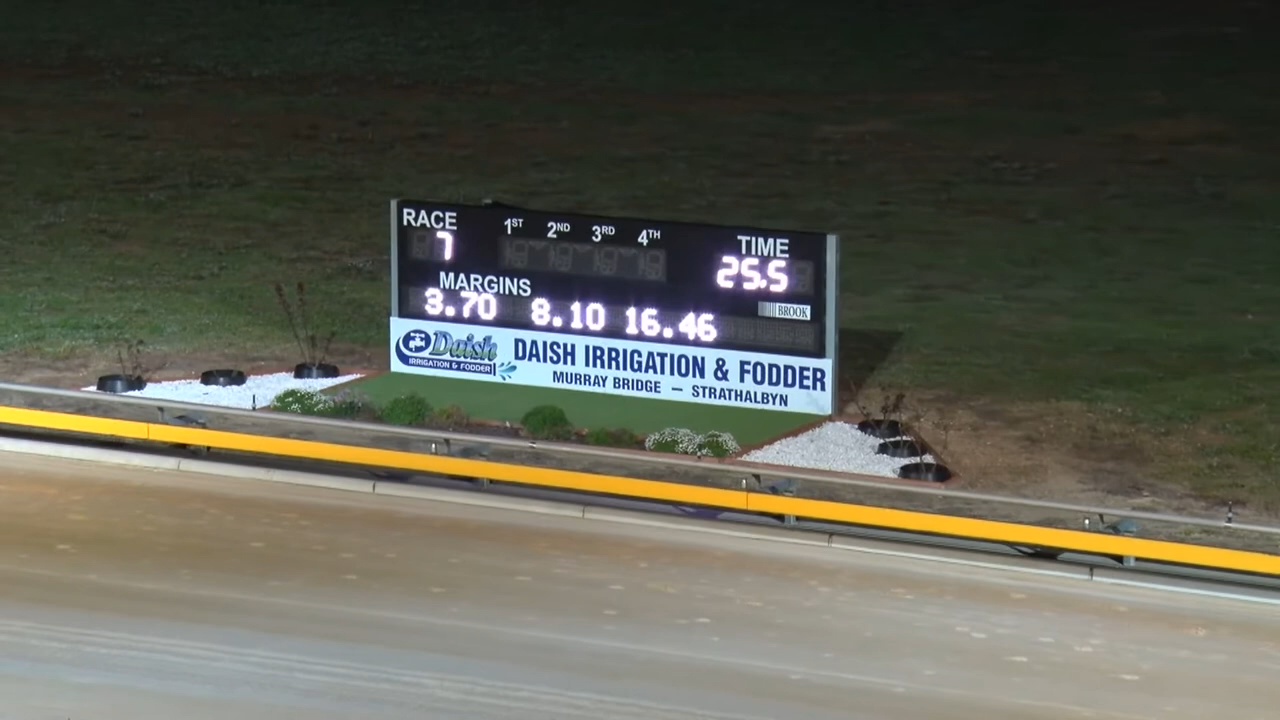 RACE 1ST 2ND 3RD 4TH TIME
7 25.5
MARGINS
3.70 8.10 16.46 BROOK
Daish
IRRIGATION & FODDER
DAISH IRRIGATION & FODDER
MURRAY BRIDGE – STRATHALBYN